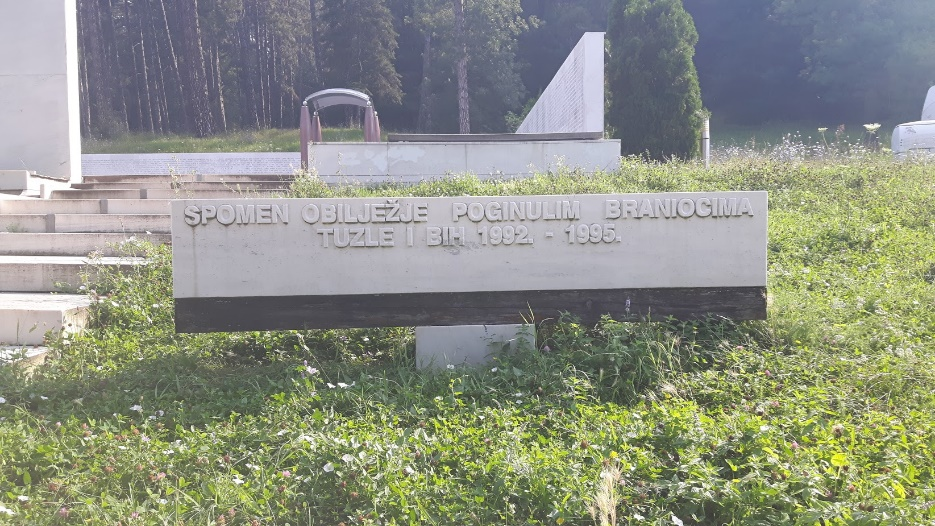 SPOMEN OBILJEŽJE POGINULIM BRANIOCIMA
TUZLE I BIH 1992. - 1995.